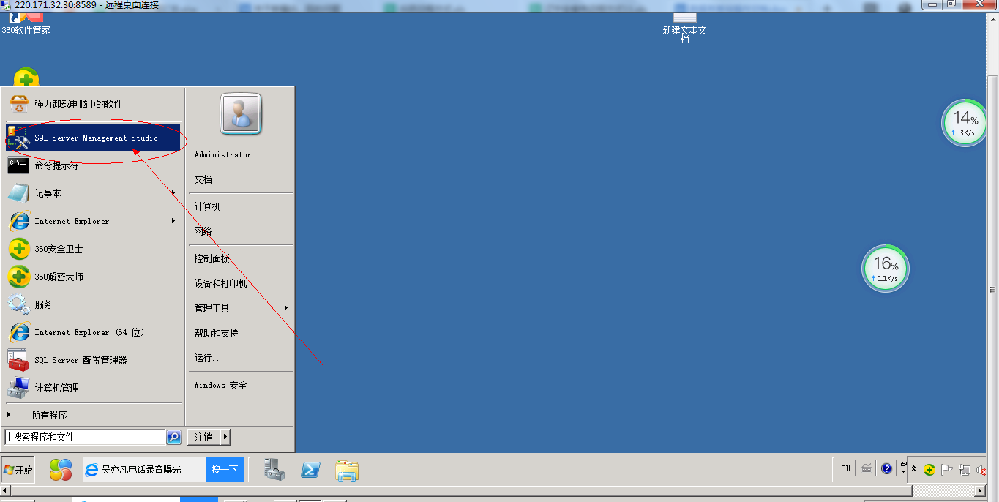 220.171.32.30:8589 - 远程桌面连接
360软件管家
新建文本文
档
强力卸载电脑中的软件
SQL Server Management Studio
命令提示符
记事本
Internet Explorer
360安全卫士
360解密大师
服务
Internet Explorer (64 位)
SQL Server 配置管理器
计算机管理
所有程序
搜索程序和文件
Administrator
文档
计算机
网络
控制面板
设备和打印机
管理工具
帮助和支持
运行...
Windows 安全
注销
14%
3K/s
16%
1.1K/s
开始
吴亦凡电话录音曝光
搜一下
CH